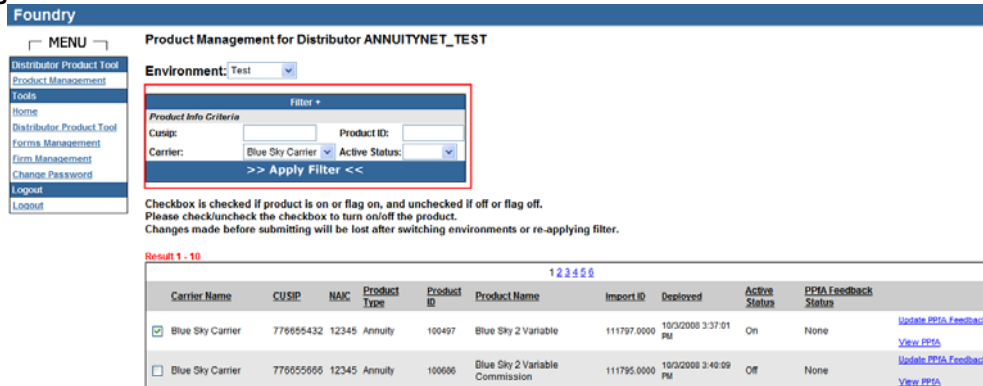 Foundry
MENU
Distributor Product Tool
Product Management
Tools
Home
Distributor Product Tool
Forms Management
Firm Management
Change Password
Logout
Logout
Product Management for Distributor ANNUITYNET_TEST
Environment: Test
Filter +
Product Info Criteria
Cusip: Product ID:
Carrier: Blue Sky Carrier Active Status:
>> Apply Filter <<
Checkbox is checked if product is on or flag on, and unchecked if off or flag off.
Please check/uncheck the checkbox to turn on/off the product.
Changes made before submitting will be lost after switching environments or re-applying filter.
Result 1 - 10
1 2 3 4 5 6
Carrier Name CUSIP NAIC Product Type Product ID Product Name Import ID Deployed Active Status PPfA Feedback Status
Blue Sky Carrier 776655432 12345 Annuity 100497 Blue Sky 2 Variable 111797.0000 10/3/2008 3:37:01 PM On None Update PPfA Feedback
View PPfA
Blue Sky Carrier 776655666 12345 Annuity 100606 Blue Sky 2 Variable Commission 111795.0000 10/3/2008 3:40:09 PM Off None Update PPfA Feedback
View PPfA